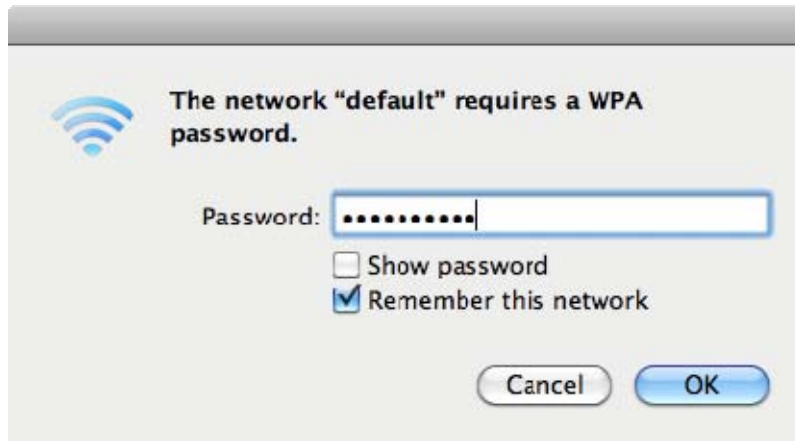 The network “default” requires a WPA
password.
Password: ••••••••••
Show password
Remember this network
Cancel OK